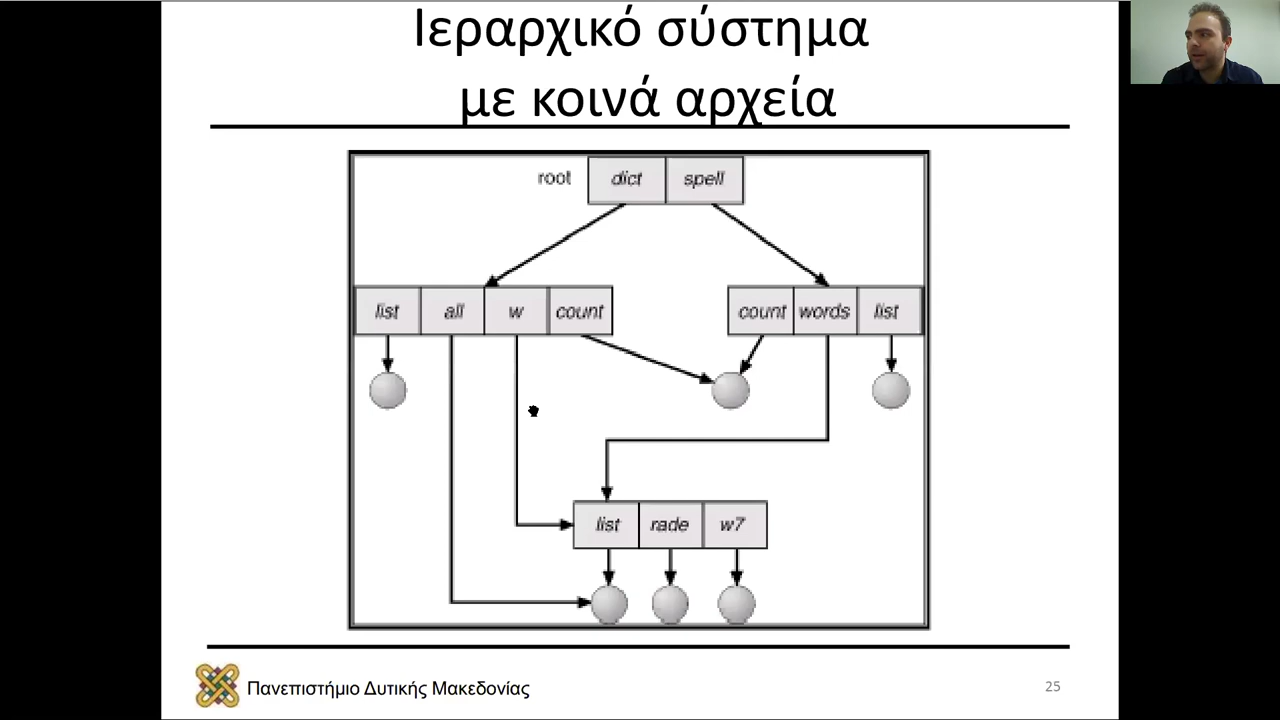 Ιεραρχικό σύστημα
με κοινά αρχεία
root dict spell
list all w count count words list
list rade w7
Πανεπιστήμιο Δυτικής Μακεδονίας 25